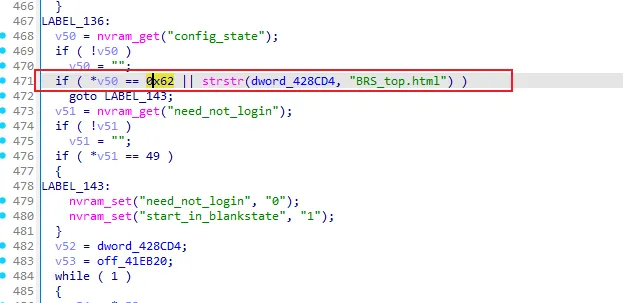 466 }
467 LABEL_136:
468 v50 = nvram_get("config_state");
469 if ( !v50 )
470 v50 = "";
471 if ( *v50 == 0x62 || strstr(dword_428CD4, "BRS_top.html") )
472 goto LABEL_143;
473 v51 = nvram_get("need_not_login");
474 if ( !v51 )
475 v51 = "";
476 if ( *v51 == 49 )
477 {
478 LABEL_143:
479 nvram_set("need_not_login", "0");
480 nvram_set("start_in_blankstate", "1");
481 }
482 v52 = dword_428CD4;
483 v53 = off_41EB20;
484 while ( 1 )
485 {